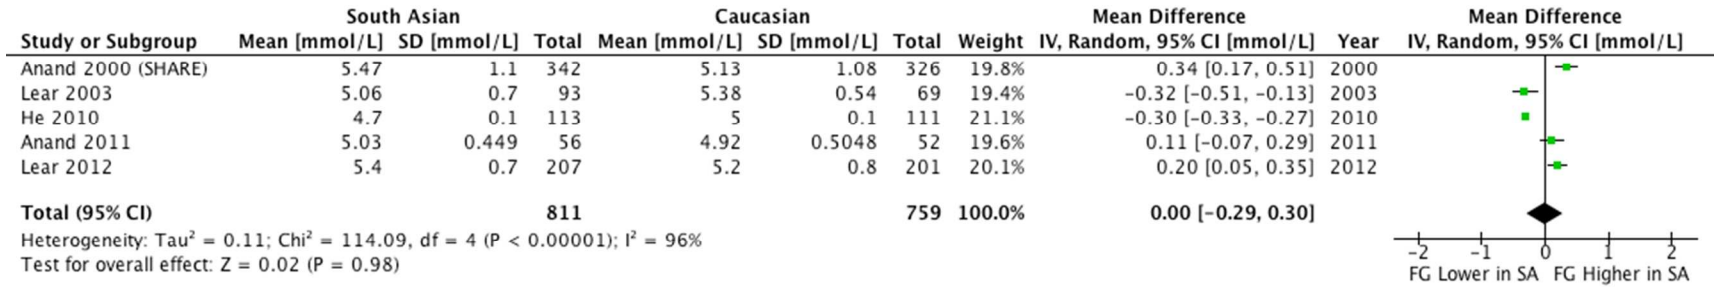 South Asian Caucasian Mean Difference Mean Difference
Study or Subgroup Mean [mmol/L] SD [mmol/L] Total Mean [mmol/L] SD [mmol/L] Total Weight IV, Random, 95% CI [mmol/L] Year IV, Random, 95% CI [mmol/L]
Anand 2000 (SHARE) 5.47 1.1 342 5.13 1.08 326 19.8% 0.34 [0.17, 0.51] 2000
Lear 2003 5.06 0.7 93 5.38 0.54 69 19.4% −0.32 [−0.51, −0.13] 2003
He 2010 4.7 0.1 113 5 0.1 111 21.1% −0.30 [−0.33, −0.27] 2010
Anand 2011 5.03 0.449 56 4.92 0.5048 52 19.6% 0.11 [−0.07, 0.29] 2011
Lear 2012 5.4 0.7 207 5.2 0.8 201 20.1% 0.20 [0.05, 0.35] 2012
Total (95% CI) 811 759 100.0% 0.00 [−0.29, 0.30]
Heterogeneity: Tau² = 0.11; Chi² = 114.09, df = 4 (P < 0.00001); I² = 96%
Test for overall effect: Z = 0.02 (P = 0.98)
−2 −1 0 1 2
FG Lower in SA FG Higher in SA